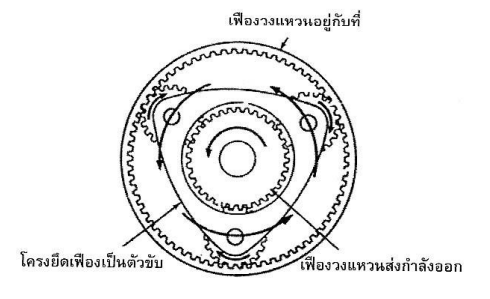 เฟืองวงแหวนอยู่กับที่
โครงยึดเฟืองเป็นตัวขับ
เฟืองวงแหวนส่งกำลังออก